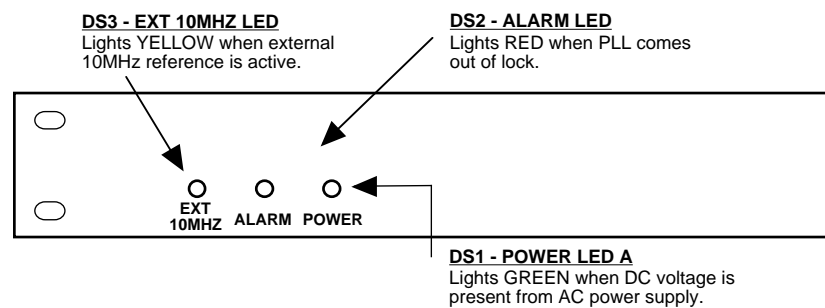 DS3 - EXT 10MHZ LED
Lights YELLOW when external
10MHz reference is active.
DS2 - ALARM LED
Lights RED when PLL comes
out of lock.
EXT
10MHZ
ALARM
POWER
DS1 - POWER LED A
Lights GREEN when DC voltage is
present from AC power supply.